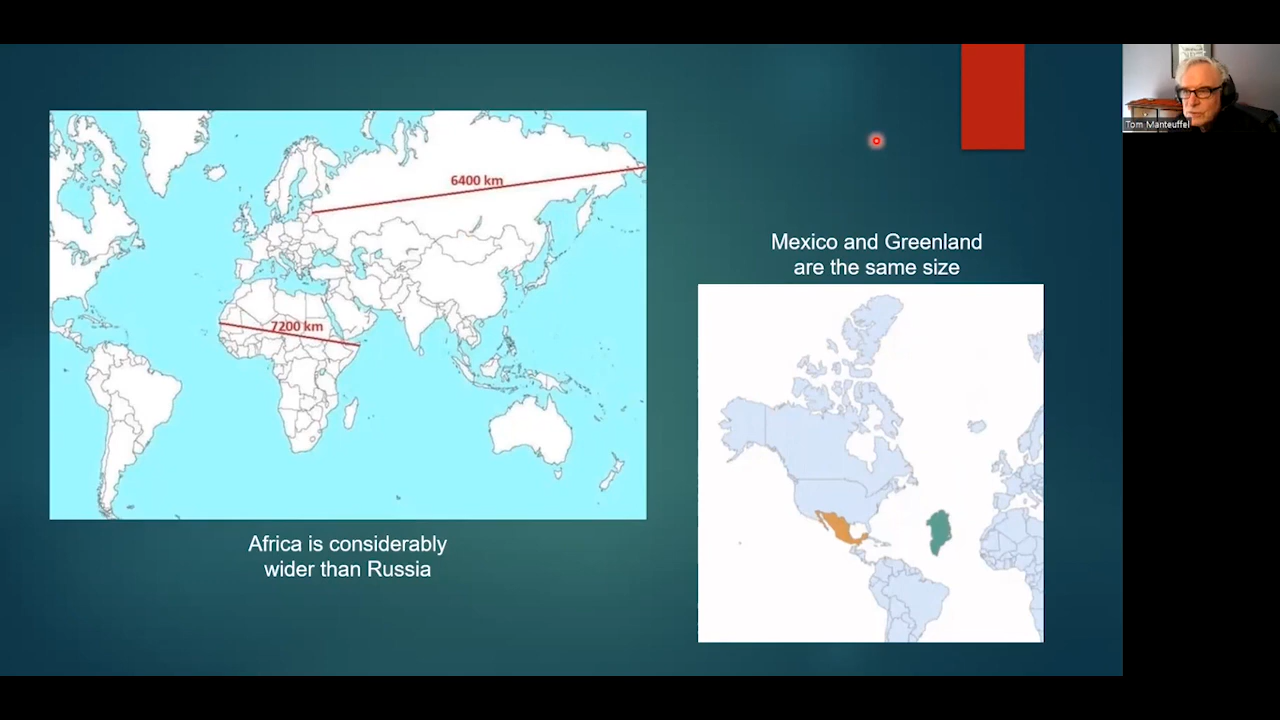 6400 km
7200 km
Africa is considerably
wider than Russia
Mexico and Greenland
are the same size
Tom Manteuffel